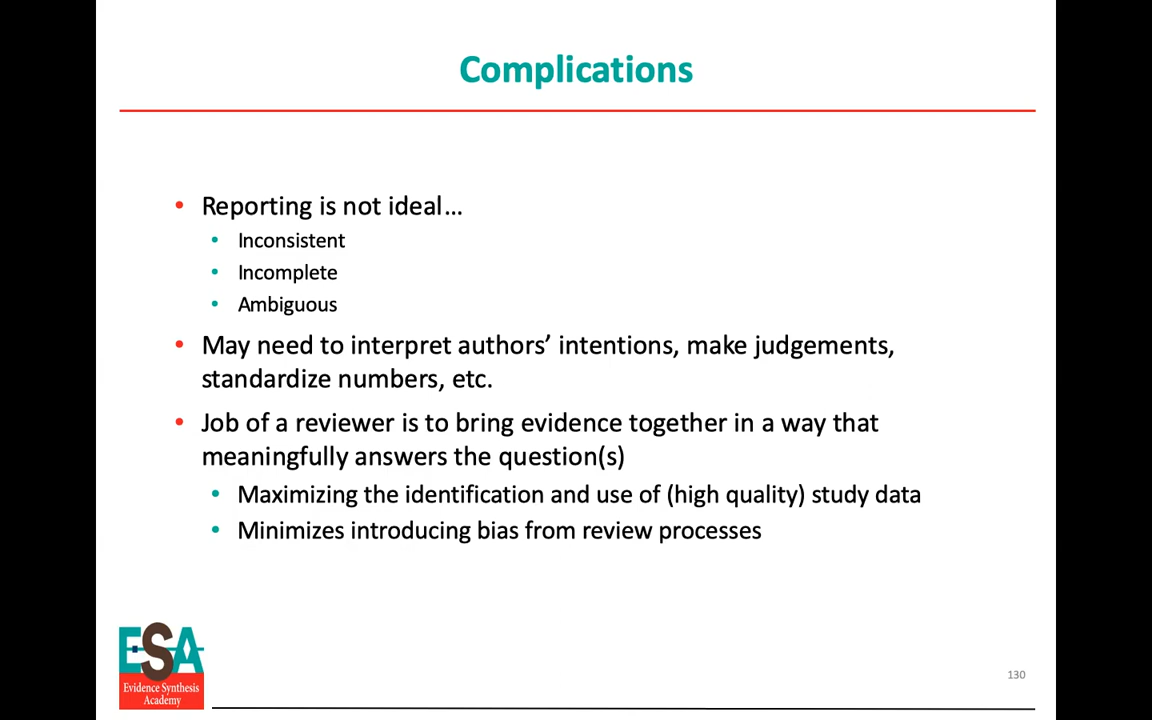 Complications
• Reporting is not ideal…
• Inconsistent
• Incomplete
• Ambiguous
• May need to interpret authors’ intentions, make judgements,
standardize numbers, etc.
• Job of a reviewer is to bring evidence together in a way that
meaningfully answers the question(s)
• Maximizing the identification and use of (high quality) study data
• Minimizes introducing bias from review processes
ESA
Evidence Synthesis
Academy
130